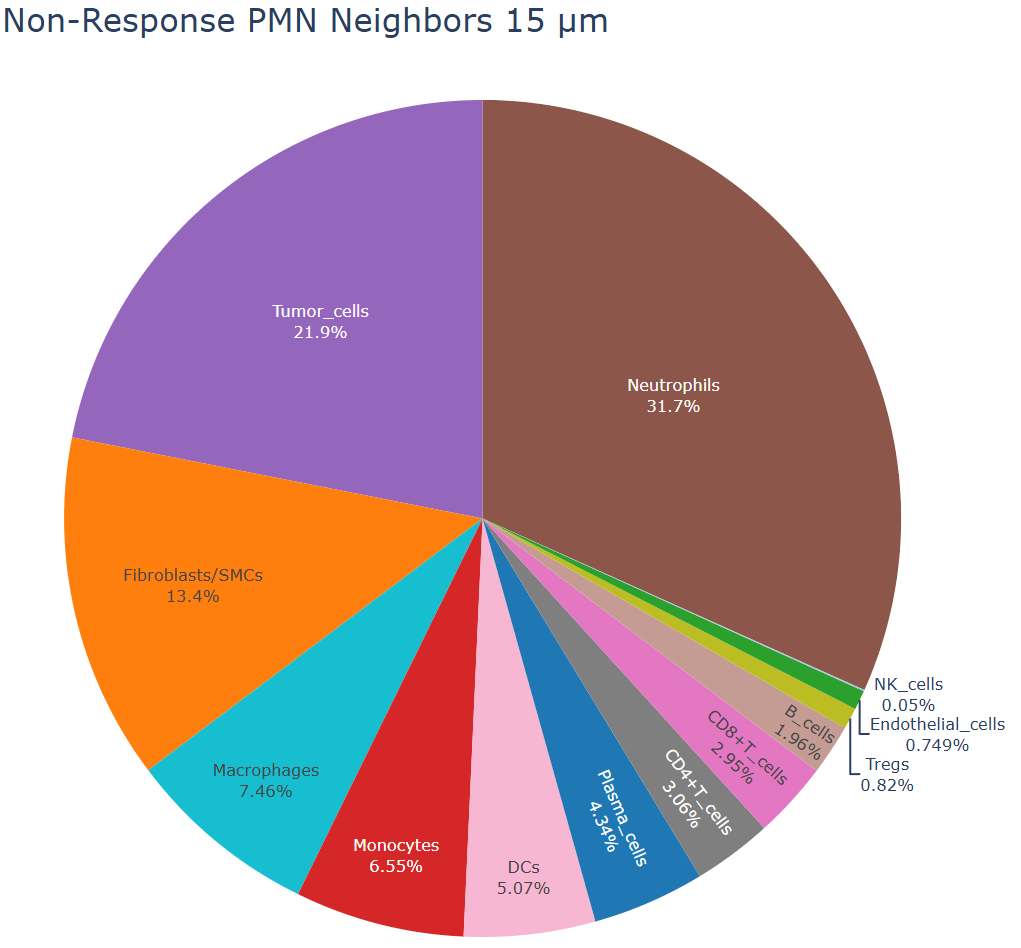 Non-Response PMN Neighbors 15 μm
Tumor_cells
21.9%
Neutrophils
31.7%
Fibroblasts/SMCs
13.4%
Macrophages
7.46%
Monocytes
6.55%
DCs
5.07%
Plasma_cells
4.34%
CD4+T_cells
3.06%
CD8+T_cells
2.95%
B_cells
1.96%
NK_cells
0.05%
Endothelial_cells
0.749%
Tregs
0.82%